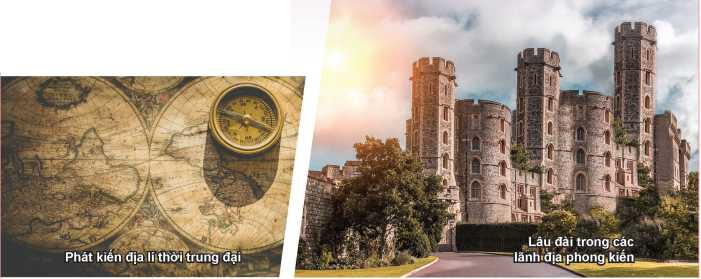 Phát kiến địa lí thời trung đại
Lâu đài trong các
lãnh địa phong kiến